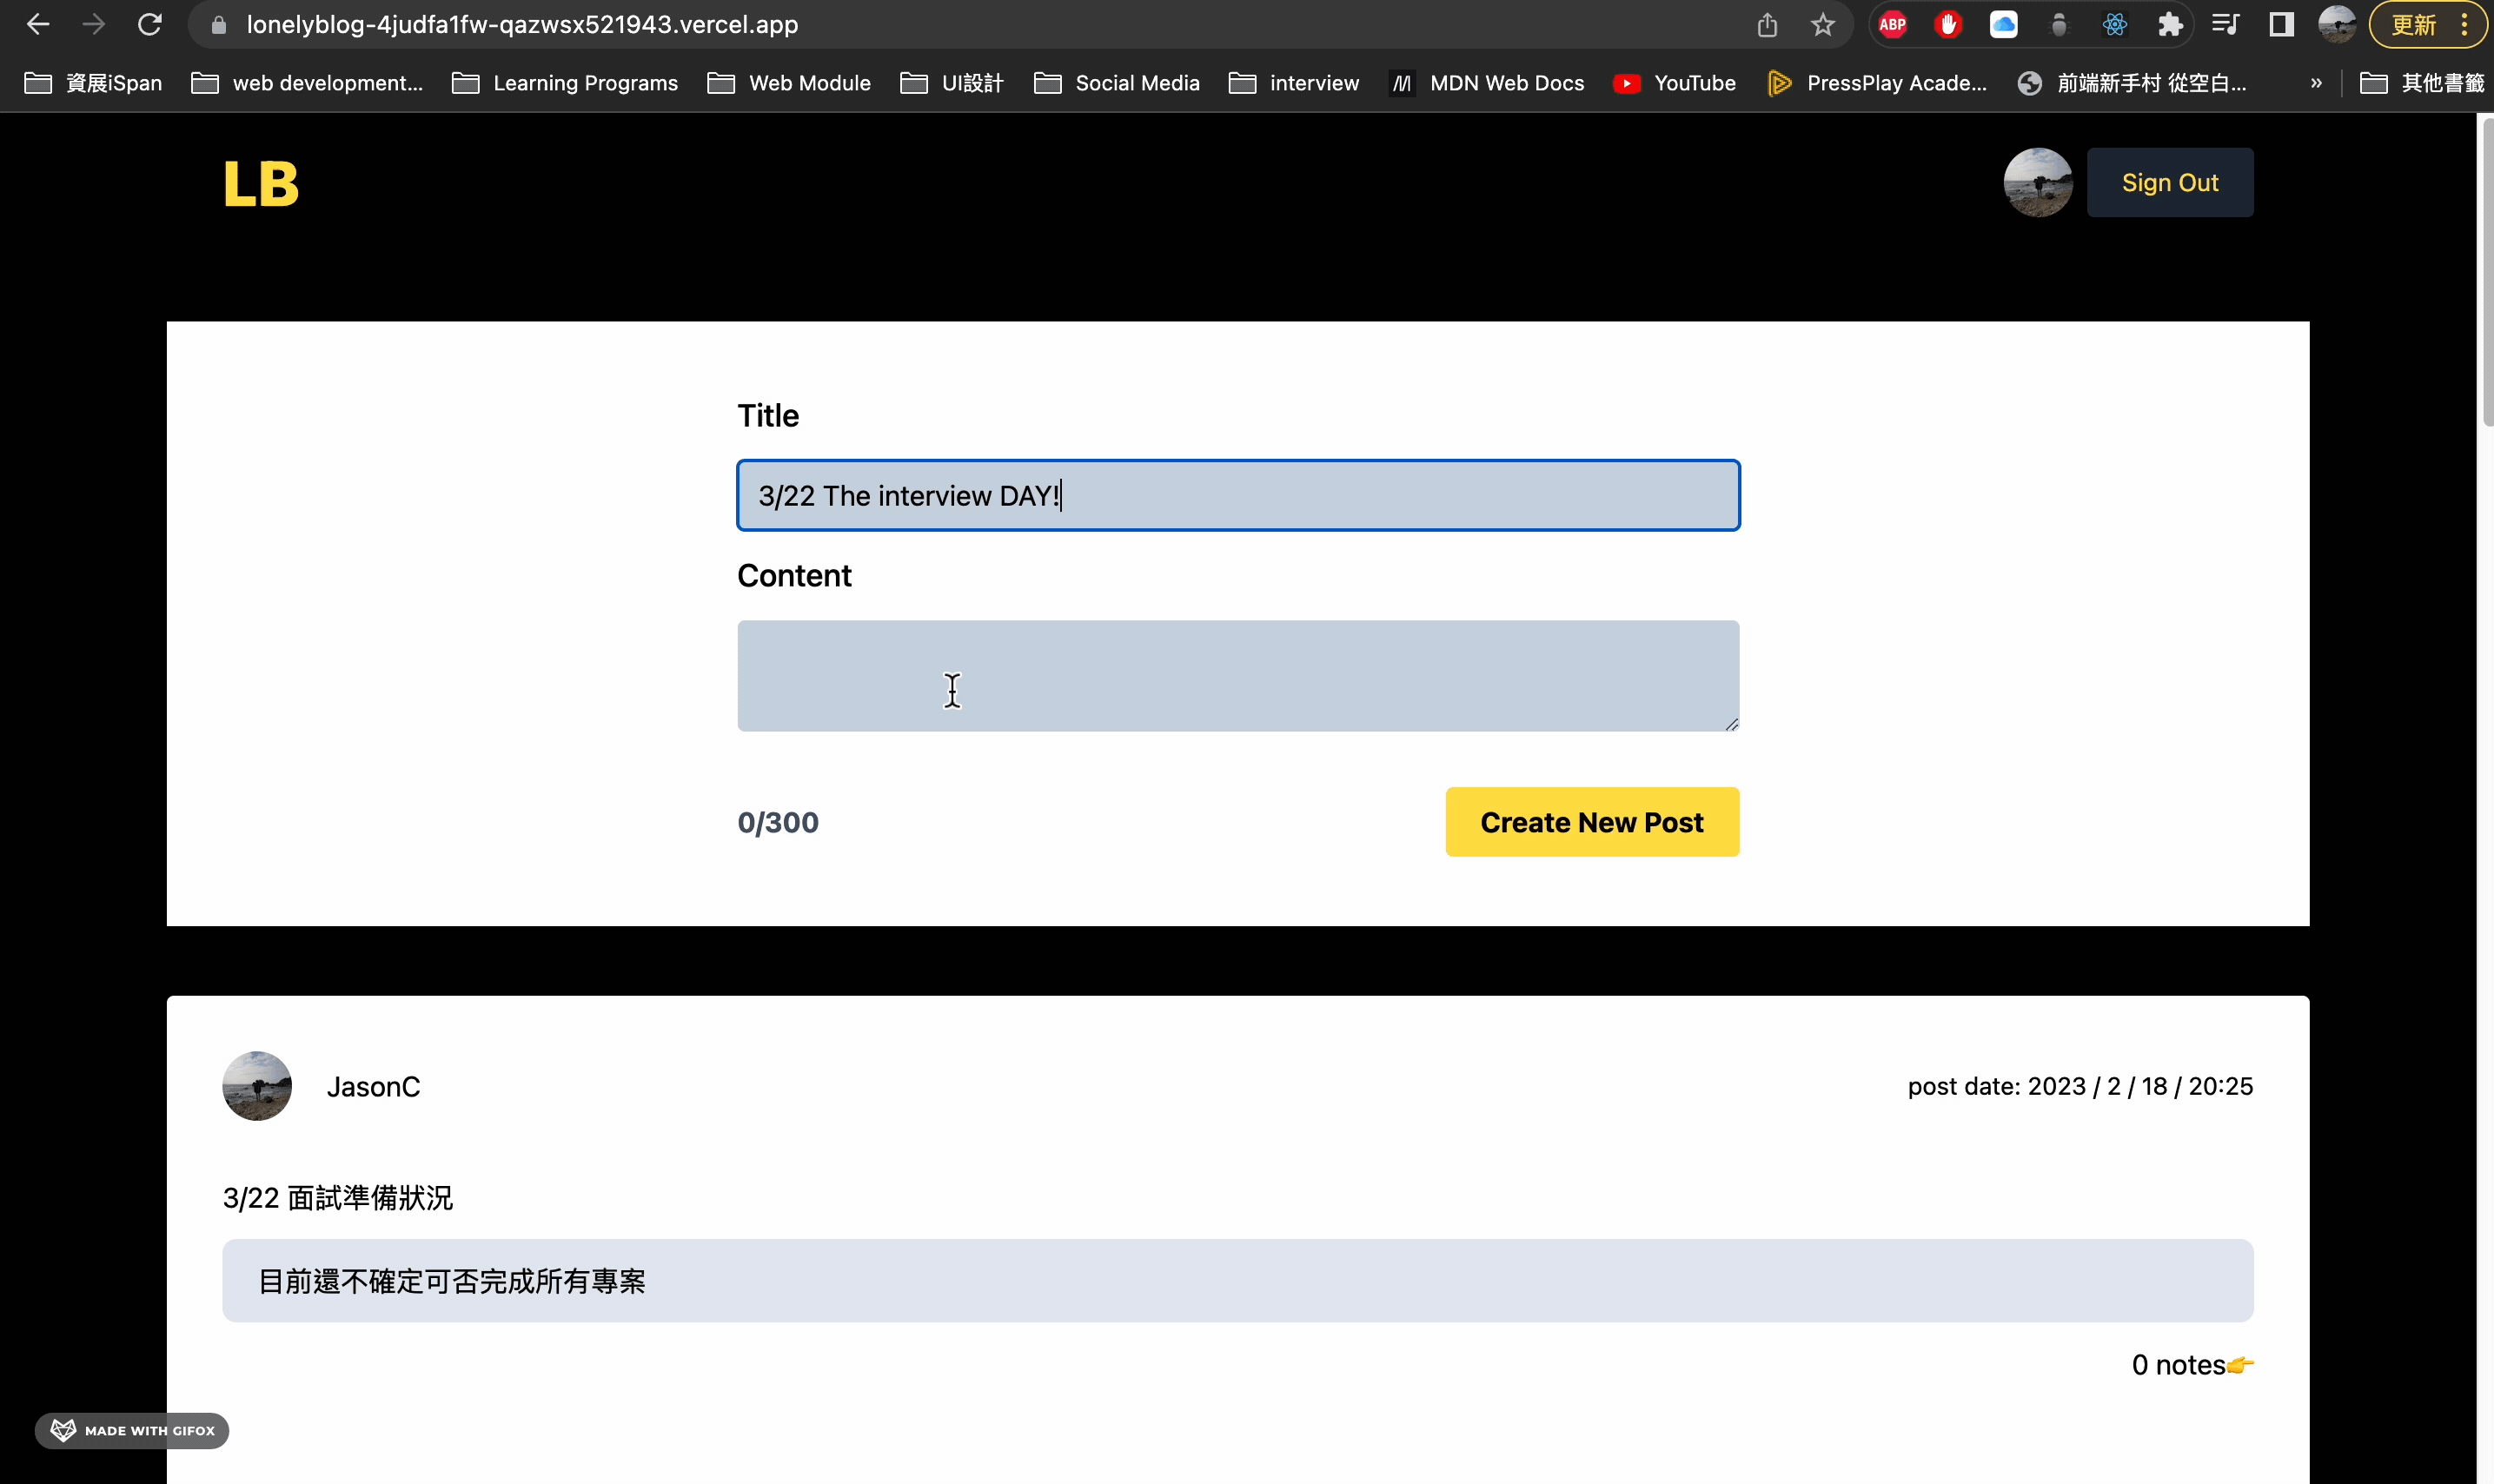 lonelyblog-4judfa1fw-qazwsx521943.vercel.app
ABP
更新
資展iSpan
web development...
Learning Programs
Web Module
UI設計
Social Media
interview
MDN Web Docs
YouTube
PressPlay Acade...
前端新手村 從空白...
»
其他書籤
LB
Sign Out
Title
3/22 The interview DAY!
Content
0/300
Create New Post
JasonC
post date: 2023 / 2 / 18 / 20:25
3/22 面試準備狀況
目前還不確定可否完成所有專案
0 notes👉
MADE WITH GIFOX